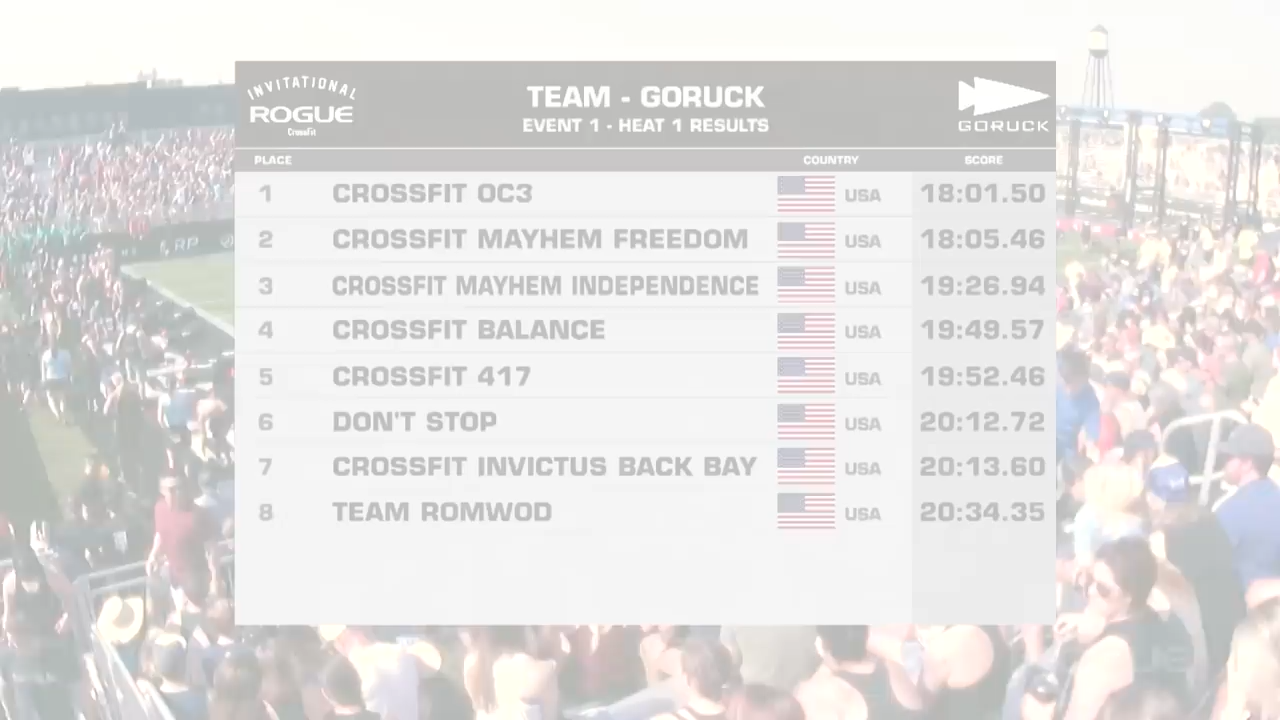 INVITATIONAL
ROGUE
CrossFit
TEAM - GORUCK
EVENT 1 - HEAT 1 RESULTS
GORUCK
PLACE COUNTRY SCORE
1 CROSSFIT OC3 USA 18:01.50
2 CROSSFIT MAYHEM FREEDOM USA 18:05.46
3 CROSSFIT MAYHEM INDEPENDENCE USA 19:26.94
4 CROSSFIT BALANCE USA 19:49.57
5 CROSSFIT 417 USA 19:52.46
6 DON'T STOP USA 20:12.72
7 CROSSFIT INVICTUS BACK BAY USA 20:13.60
8 TEAM ROMWOD USA 20:34.35